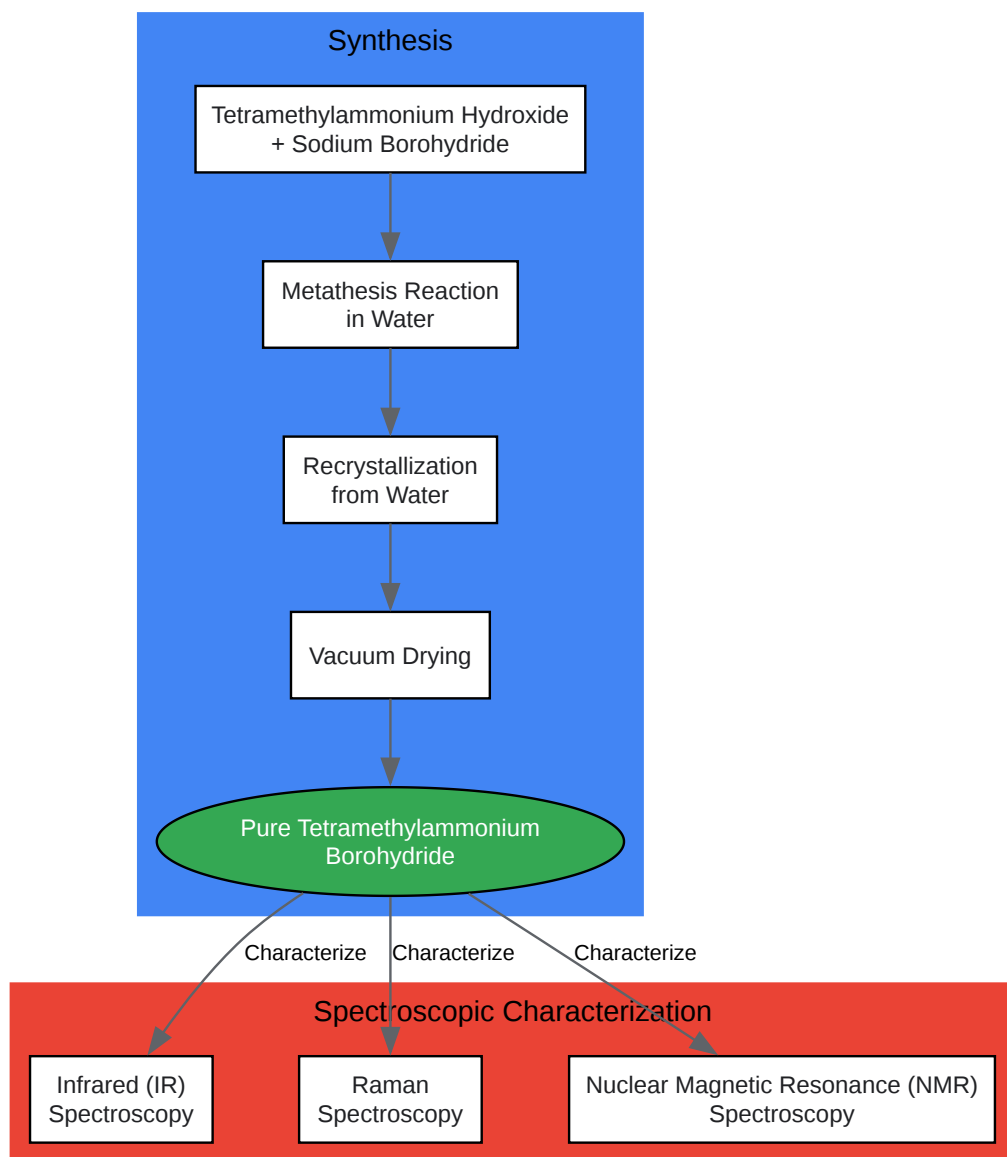 Synthesis
Tetramethylammonium Hydroxide
+ Sodium Borohydride
Metathesis Reaction
in Water
Recrystallization
from Water
Vacuum Drying
Pure Tetramethylammonium
Borohydride
Characterize
Characterize
Characterize
Spectroscopic Characterization
Infrared (IR)
Spectroscopy
Raman
Spectroscopy
Nuclear Magnetic Resonance (NMR)
Spectroscopy